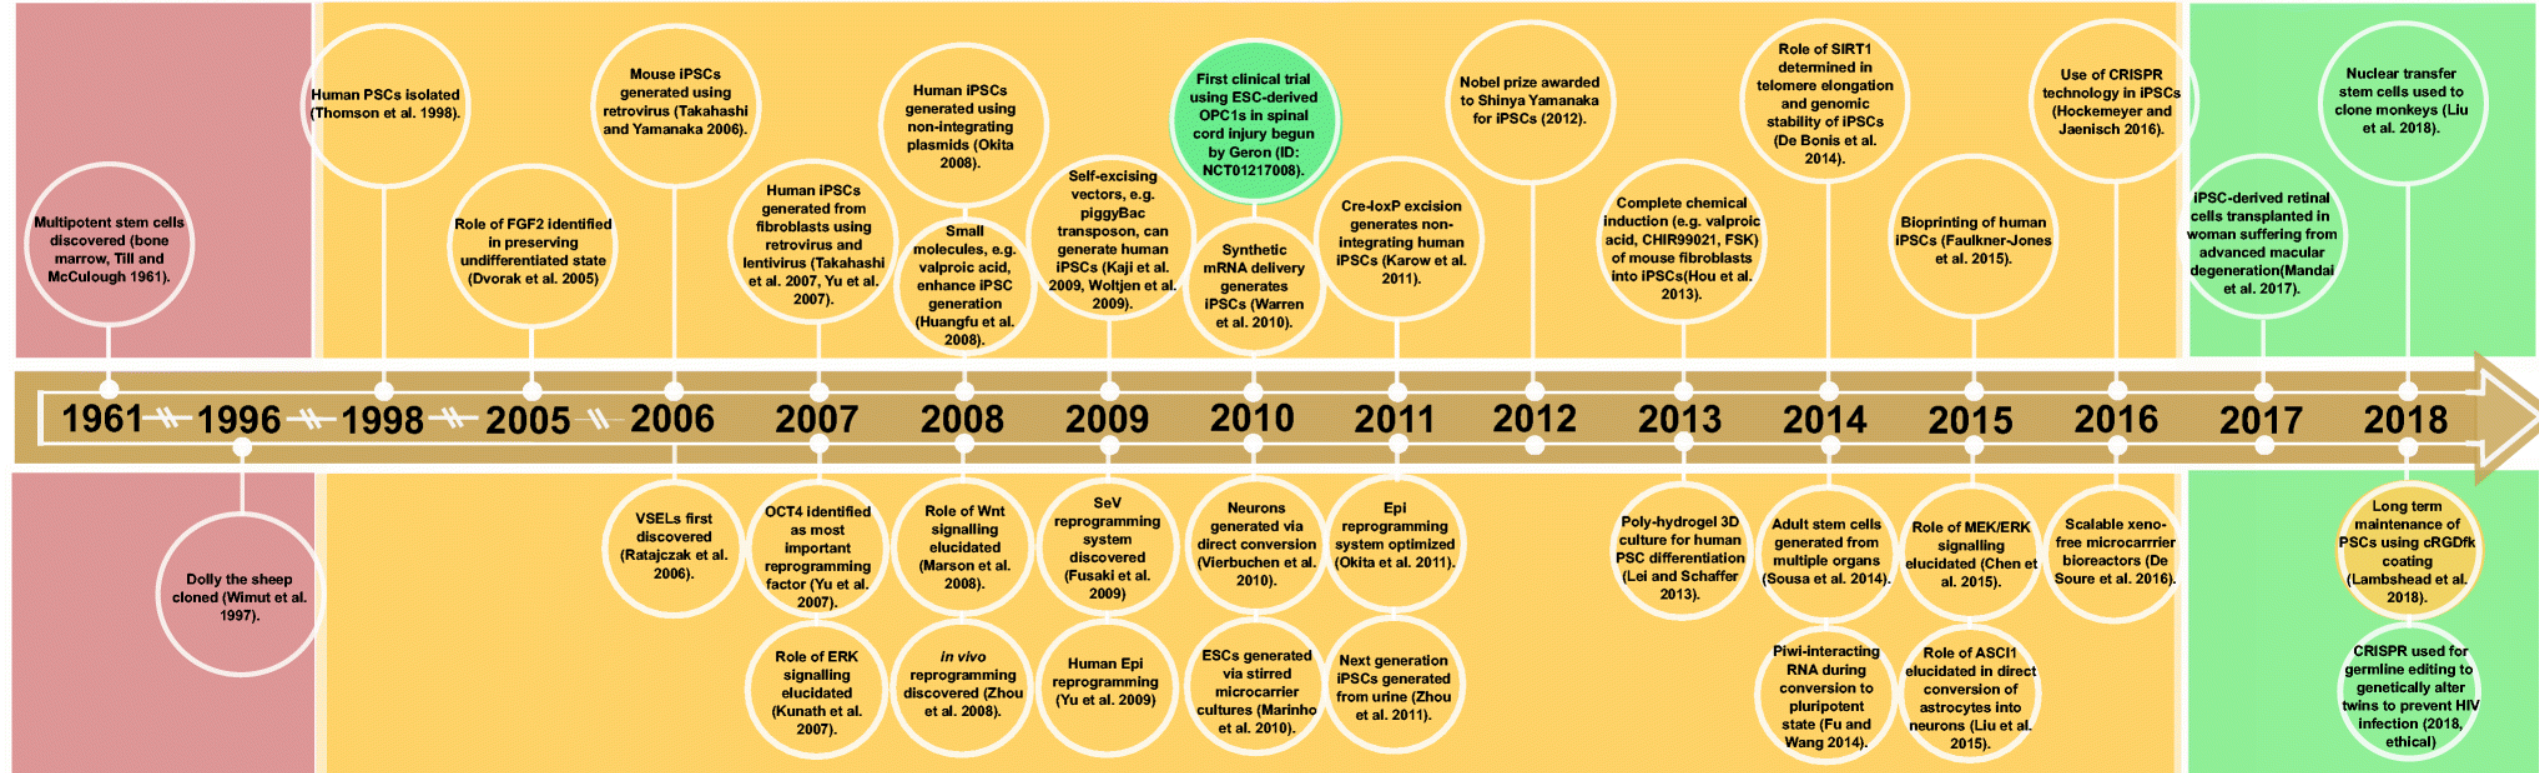 Multipotent stem cells
discovered (bone
marrow, Till and
McCulough 1961).
Human PSCs isolated
(Thomson et al. 1998).
Role of FGF2 identified
in preserving
undifferentiated state
(Dvorak et al. 2005)
Mouse iPSCs
generated using
retrovirus (Takahashi
and Yamanaka 2006).
Human iPSCs
generated from
fibroblasts using
retrovirus and
lentivirus (Takahashi
et al. 2007, Yu et al.
2007).
Human iPSCs
generated using
non-integrating
plasmids (Okita
2008).
Small
molecules, e.g.
valproic acid,
enhance iPSC
generation
(Huangfu et al.
2008).
Self-excising
vectors, e.g.
piggyBac
transposon, can
generate human
iPSCs (Kaji et al.
2009, Woltjen et al.
2009).
First clinical trial
using ESC-derived
OPC1s in spinal
cord injury begun
by Geron (ID:
NCT01217008).
Synthetic
mRNA delivery
generates
iPSCs (Warren
et al. 2010).
Cre-loxP excision
generates non-
integrating human
iPSCs (Karow et al.
2011).
Nobel prize awarded
to Shinya Yamanaka
for iPSCs (2012).
Complete chemical
induction (e.g. valproic
acid, CHIR99021, FSK)
of mouse fibroblasts
into iPSCs(Hou et al.
2013).
Role of SIRT1
determined in
telomere elongation
and genomic
stability of iPSCs
(De Bonis et al.
2014).
Bioprinting of human
iPSCs (Faulkner-Jones
et al. 2015).
Use of CRISPR
technology in iPSCs
(Hockemeyer and
Jaenisch 2016).
iPSC-derived retinal
cells transplanted in
woman suffering from
advanced macular
degeneration(Mandai
et al. 2017).
Nuclear transfer
stem cells used to
clone monkeys (Liu
et al. 2018).
1961 1996 1998 2005 2006 2007 2008 2009 2010 2011 2012 2013 2014 2015 2016 2017 2018
Dolly the sheep
cloned (Wimut et al.
1997).
VSELs first
discovered
(Ratajczak et al.
2006).
OCT4 identified
as most
important
reprogramming
factor (Yu et al.
2007).
Role of ERK
signalling
elucidated
(Kunath et al.
2007).
Role of Wnt
signalling
elucidated
(Marson et al.
2008).
in vivo
reprogramming
discovered (Zhou
et al. 2008).
SeV
reprogramming
system
discovered
(Fusaki et al.
2009)
Human Epi
reprogramming
(Yu et al. 2009)
Neurons
generated via
direct conversion
(Vierbuchen et al.
2010).
ESCs generated
via stirred
microcarrier
cultures (Marinho
et al. 2010).
Epi
reprogramming
system optimized
(Okita et al. 2011).
Next generation
iPSCs generated
from urine (Zhou
et al. 2011).
Poly-hydrogel 3D
culture for human
PSC differentiation
(Lei and Schaffer
2013).
Adult stem cells
generated from
multiple organs
(Sousa et al. 2014).
Piwi-interacting
RNA during
conversion to
pluripotent
state (Fu and
Wang 2014).
Role of MEK/ERK
signalling
elucidated (Chen et
al. 2015).
Role of ASCI1
elucidated in direct
conversion of
astrocytes into
neurons (Liu et al.
2015).
Scalable xeno-
free microcarrrier
bioreactors (De
Soure et al. 2016).
Long term
maintenance of
PSCs using cRGDfk
coating
(Lambshead et al.
2018).
CRISPR used for
germline editing to
genetically alter
twins to prevent HIV
infection (2018,
ethical)